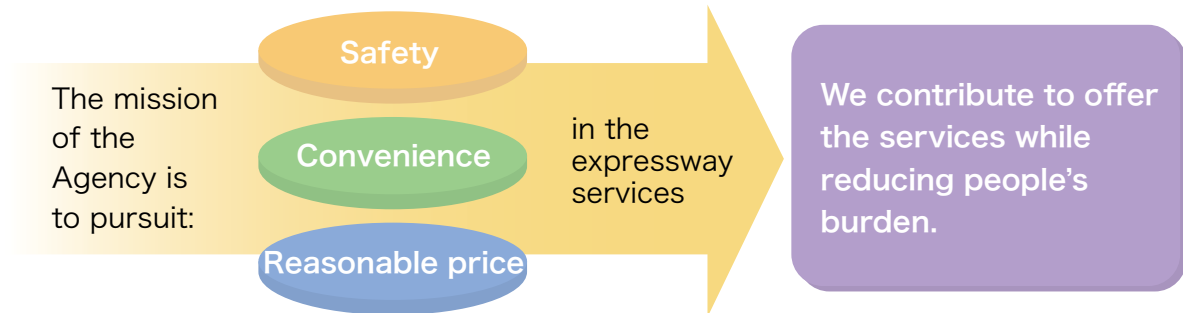 The mission
of the
Agency is
to pursuit:
Safety
Convenience
Reasonable price
in the
expressway
services
We contribute to offer
the services while
reducing people’s
burden.